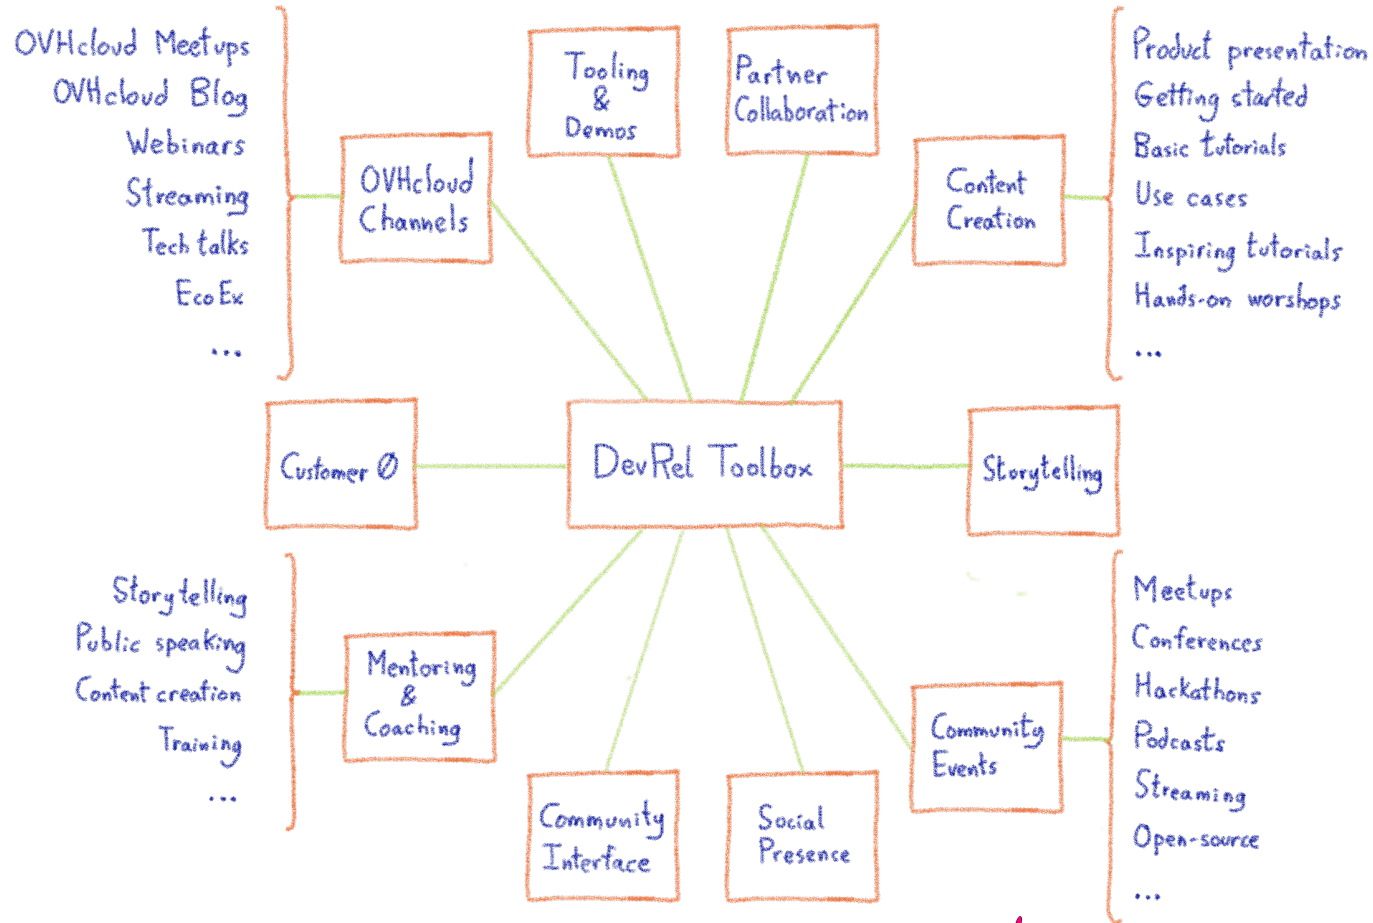 OVHcloud Meetups
OVHcloud Blog
Webinars
Streaming
Tech talks
EcoEx
...
OVHcloud
Channels
Tooling
&
Demos
Partner
Collaboration
Content
Creation
Product presentation
Getting started
Basic tutorials
Use cases
Inspiring tutorials
Hands-on worshops
...
Customer 0
DevRel Toolbox
Storytelling
Storytelling
Public speaking
Content creation
Training
...
Mentoring
&
Coaching
Community
Interface
Social
Presence
Community
Events
Meetups
Conferences
Hackathons
Podcasts
Streaming
Open-source
...